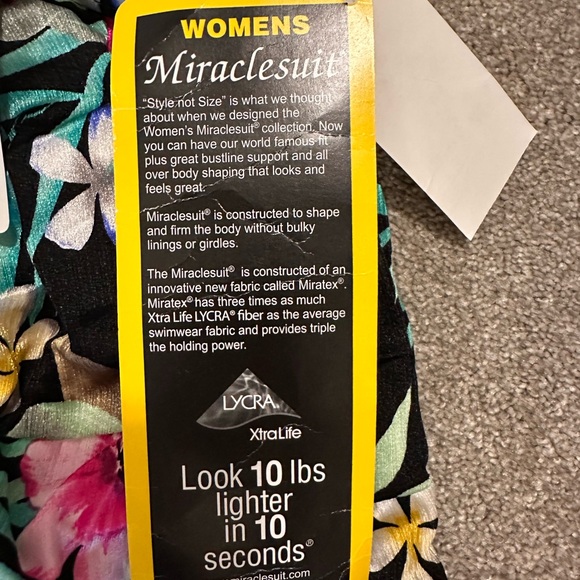 WOMENS
Miraclesuit®
"Style not Size" is what we thought
about when we designed the
Women's Miraclesuit® collection. Now
you can have our world famous fit
plus great bustline support and all
over body shaping that looks and
feels great.
Miraclesuit® is constructed to shape
and firm the body without bulky
linings or girdles.
The Miraclesuit® is constructed of an
innovative new fabric called Miratex®.
Miratex® has three times as much
Xtra Life LYCRA® fiber as the average
swimwear fabric and provides triple
the holding power.
LYCRA
XtraLife
Look 10 lbs
lighter
in 10
seconds®
miraclesuit.com